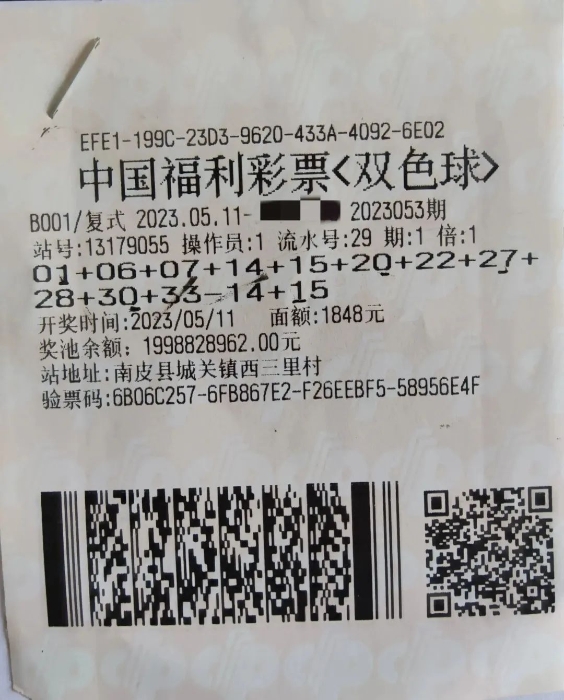 EFE1-199C-23D3-9620-433A-4092-6E02
中国福利彩票<双色球>
B001/复式 2023.05.11- 2023053期
站号:13179055 操作员:1 流水号:29 期:1 倍:1
01+06+07+14+15+20+22+27+
28+30+33-14+15
开奖时间:2023/05/11 面额:1848元
奖池余额: 1998828962.00元
站地址:南皮县城关镇西三里村
验票码:6B06C257-6FB867E2-F26EEBF5-58956E4F